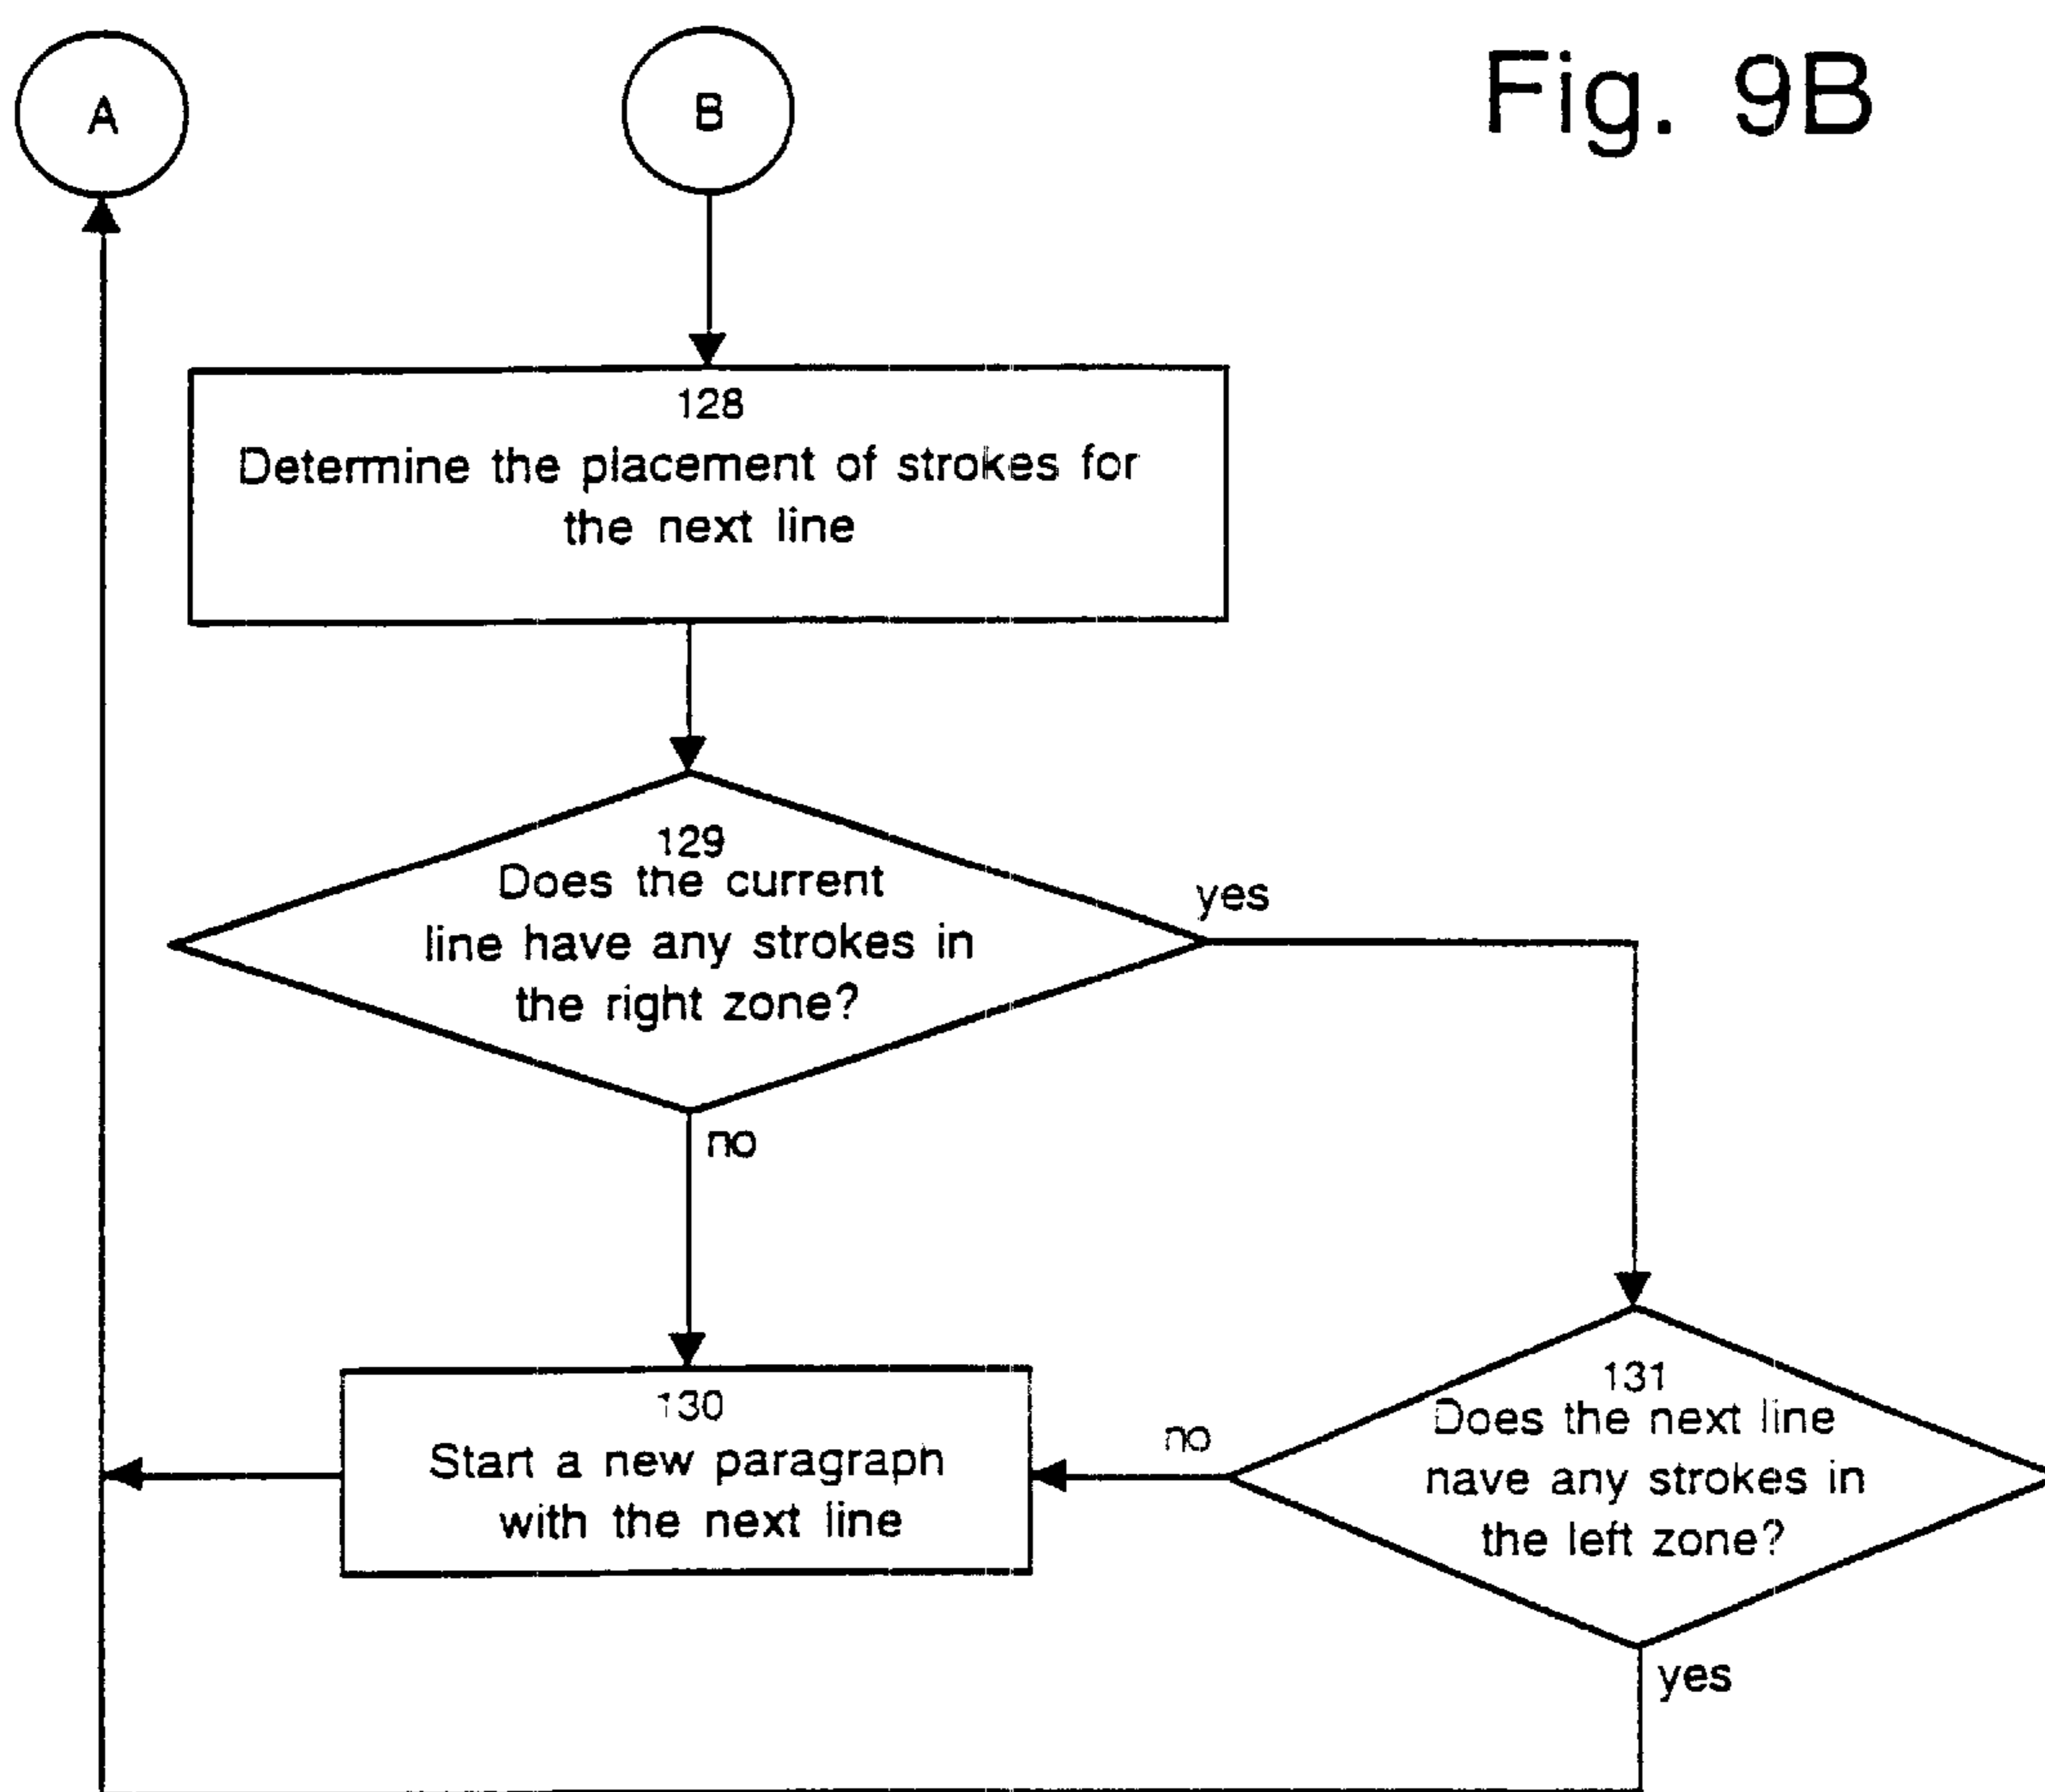 A
B
Fig. 9B
128
Determine the placement of strokes for
the next line
129
Does the current
line have any strokes in
the right zone?
yes
no
130
Start a new paragraph
with the next line
no
131
Does the next line
nave any strokes in
the left zone?
yes